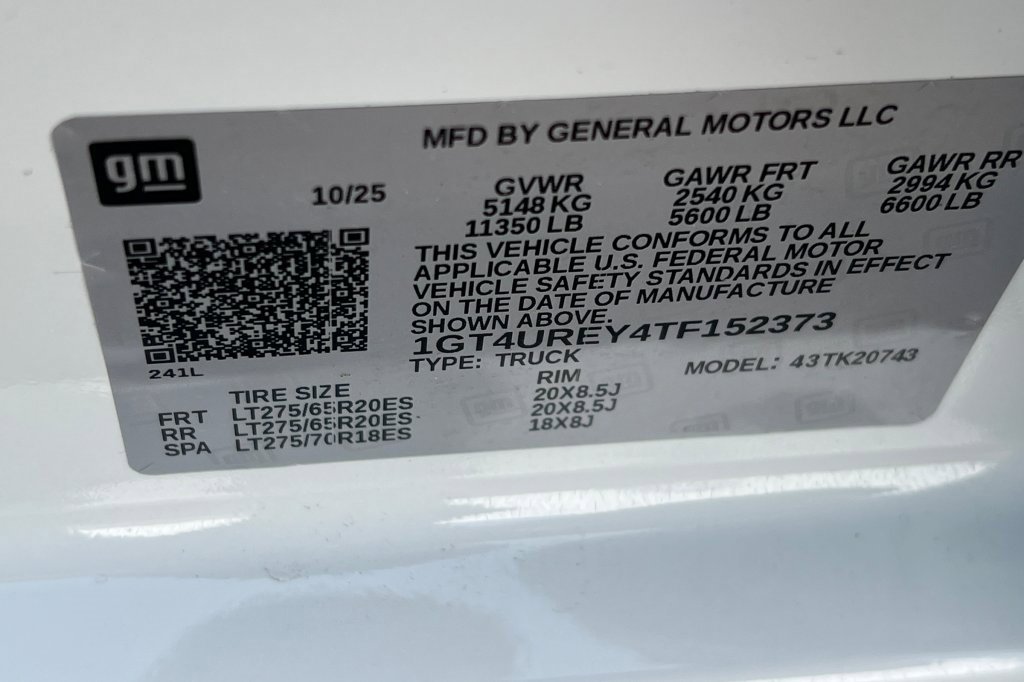 gm
MFD BY GENERAL MOTORS LLC
10/25
GVWR GAWR FRT GAWR RR
5148 KG 2540 KG 2994 KG
11350 LB 5600 LB 6600 LB
THIS VEHICLE CONFORMS TO ALL
APPLICABLE U.S. FEDERAL MOTOR
VEHICLE SAFETY STANDARDS IN EFFECT
ON THE DATE OF MANUFACTURE
SHOWN ABOVE.
1GT4UREY4TF152373
TYPE: TRUCK MODEL: 43TK20743
241L
TIRE SIZE RIM
FRT LT275/65R20ES 20X8.5J
RR LT275/65R20ES 20X8.5J
SPA LT275/70R18ES 18X8J